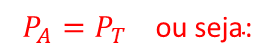 P_A = P_T ou seja.: